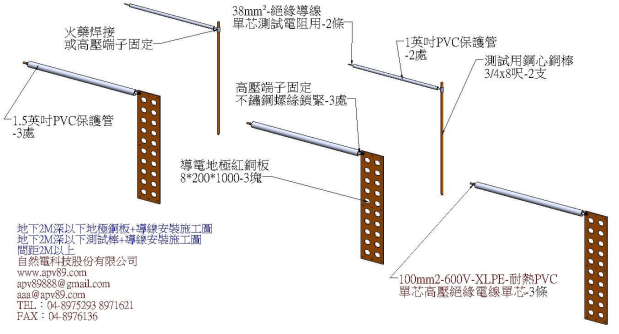 火藥焊接
或高壓端子固定
38mm²-絕緣導線
單芯測試電阻用-2條
1英吋PVC保護管
-2處
測試用鋼心銅棒
3/4x8呎-2支
1.5英吋PVC保護管
-3處
高壓端子固定
不鏽鋼螺絲鎖緊-3處
導電地極紅銅板
8*200*1000-3塊
100mm2-600V-XLPE-耐熱PVC
單芯高壓絕緣電線單芯-3條
地下2M深以下地極銅板+導線安裝施工圖
地下2M深以下測試棒+導線安裝施工圖
間距2M以上
自然電科技股份有限公司
www.apv89.com
apv89888@gmail.com
aaa@apv89.com
TEL：04-8975293 8971621
FAX：04-8976136